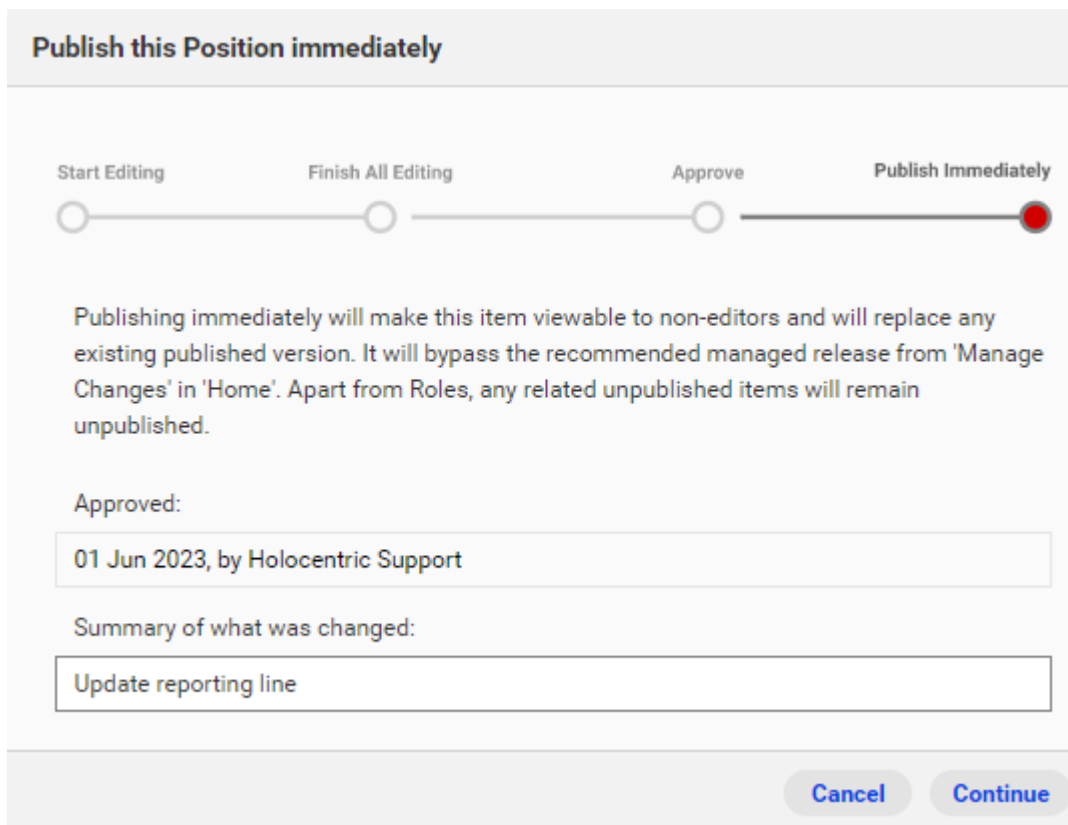 Publish this Position immediately
Start Editing Finish All Editing Approve Publish Immediately
Publishing immediately will make this item viewable to non-editors and will replace any
existing published version. It will bypass the recommended managed release from 'Manage
Changes' in 'Home'. Apart from Roles, any related unpublished items will remain
unpublished.
Approved:
01 Jun 2023, by Holocentric Support
Summary of what was changed:
Update reporting line
Cancel Continue